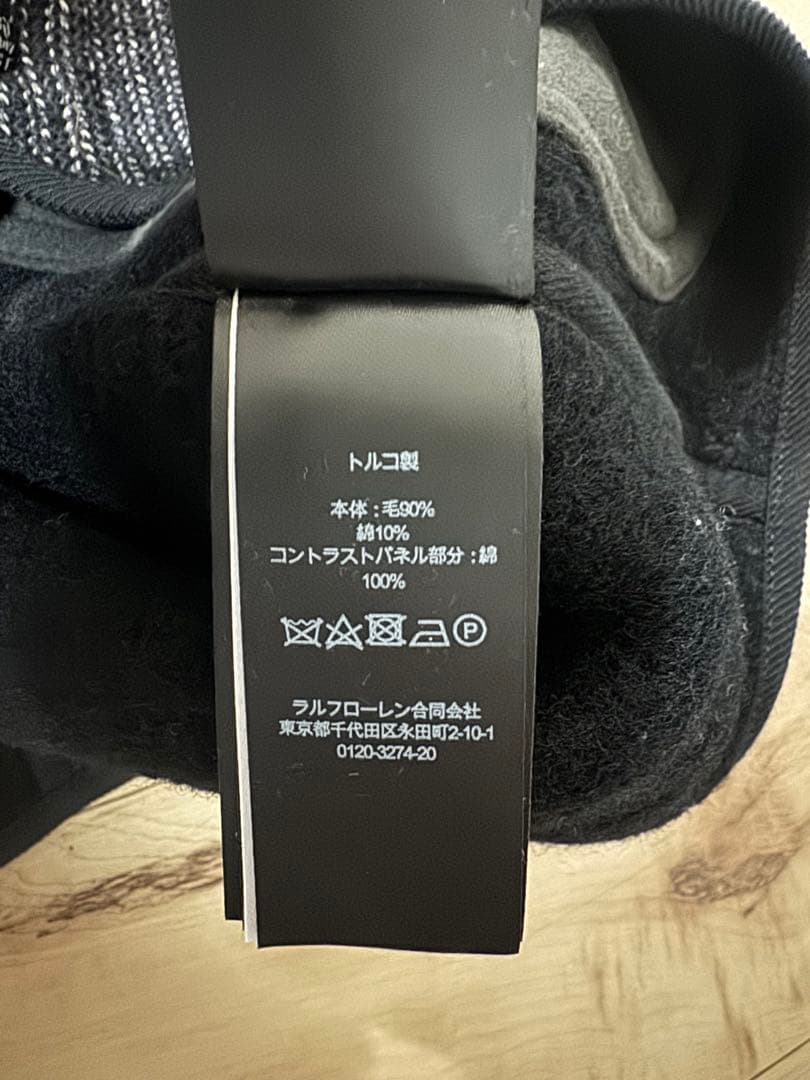 トルコ製
本体：毛90%
綿10%
コントラストパネル部分：綿
100%
P
ラルフローレン合同会社
東京都千代田区永田町2-10-1
0120-3274-20